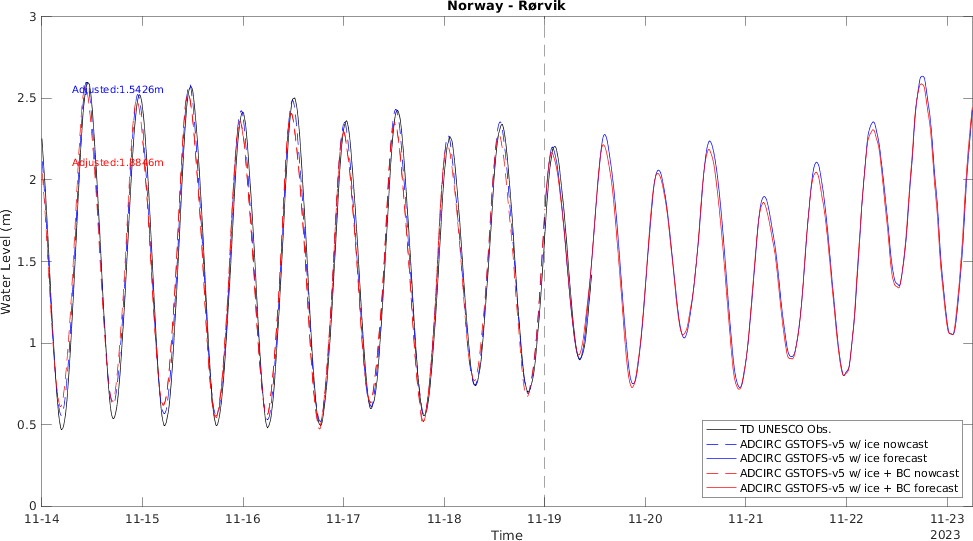 Norway - Rørvik
3
2.5
2
1.5
1
0.5
0
Water Level (m)
Adjusted:1.5426m
Adjusted:1.3846m
11-14
11-15
11-16
11-17
11-18
11-19
11-20
11-21
11-22
11-23
2023
Time
TD UNESCO Obs.
ADCIRC GSTOFS-v5 w/ ice nowcast
ADCIRC GSTOFS-v5 w/ ice forecast
ADCIRC GSTOFS-v5 w/ ice + BC nowcast
ADCIRC GSTOFS-v5 w/ ice + BC forecast